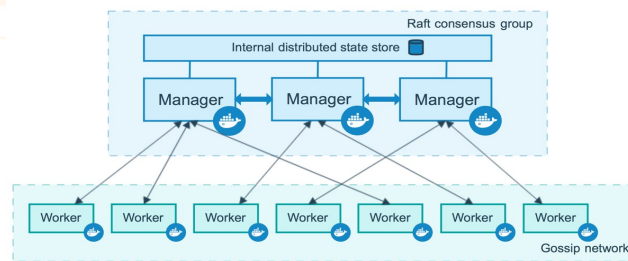 Raft consensus group
Internal distributed state store
Manager
Manager
Manager
Worker
Worker
Worker
Worker
Worker
Worker
Worker
Gossip network